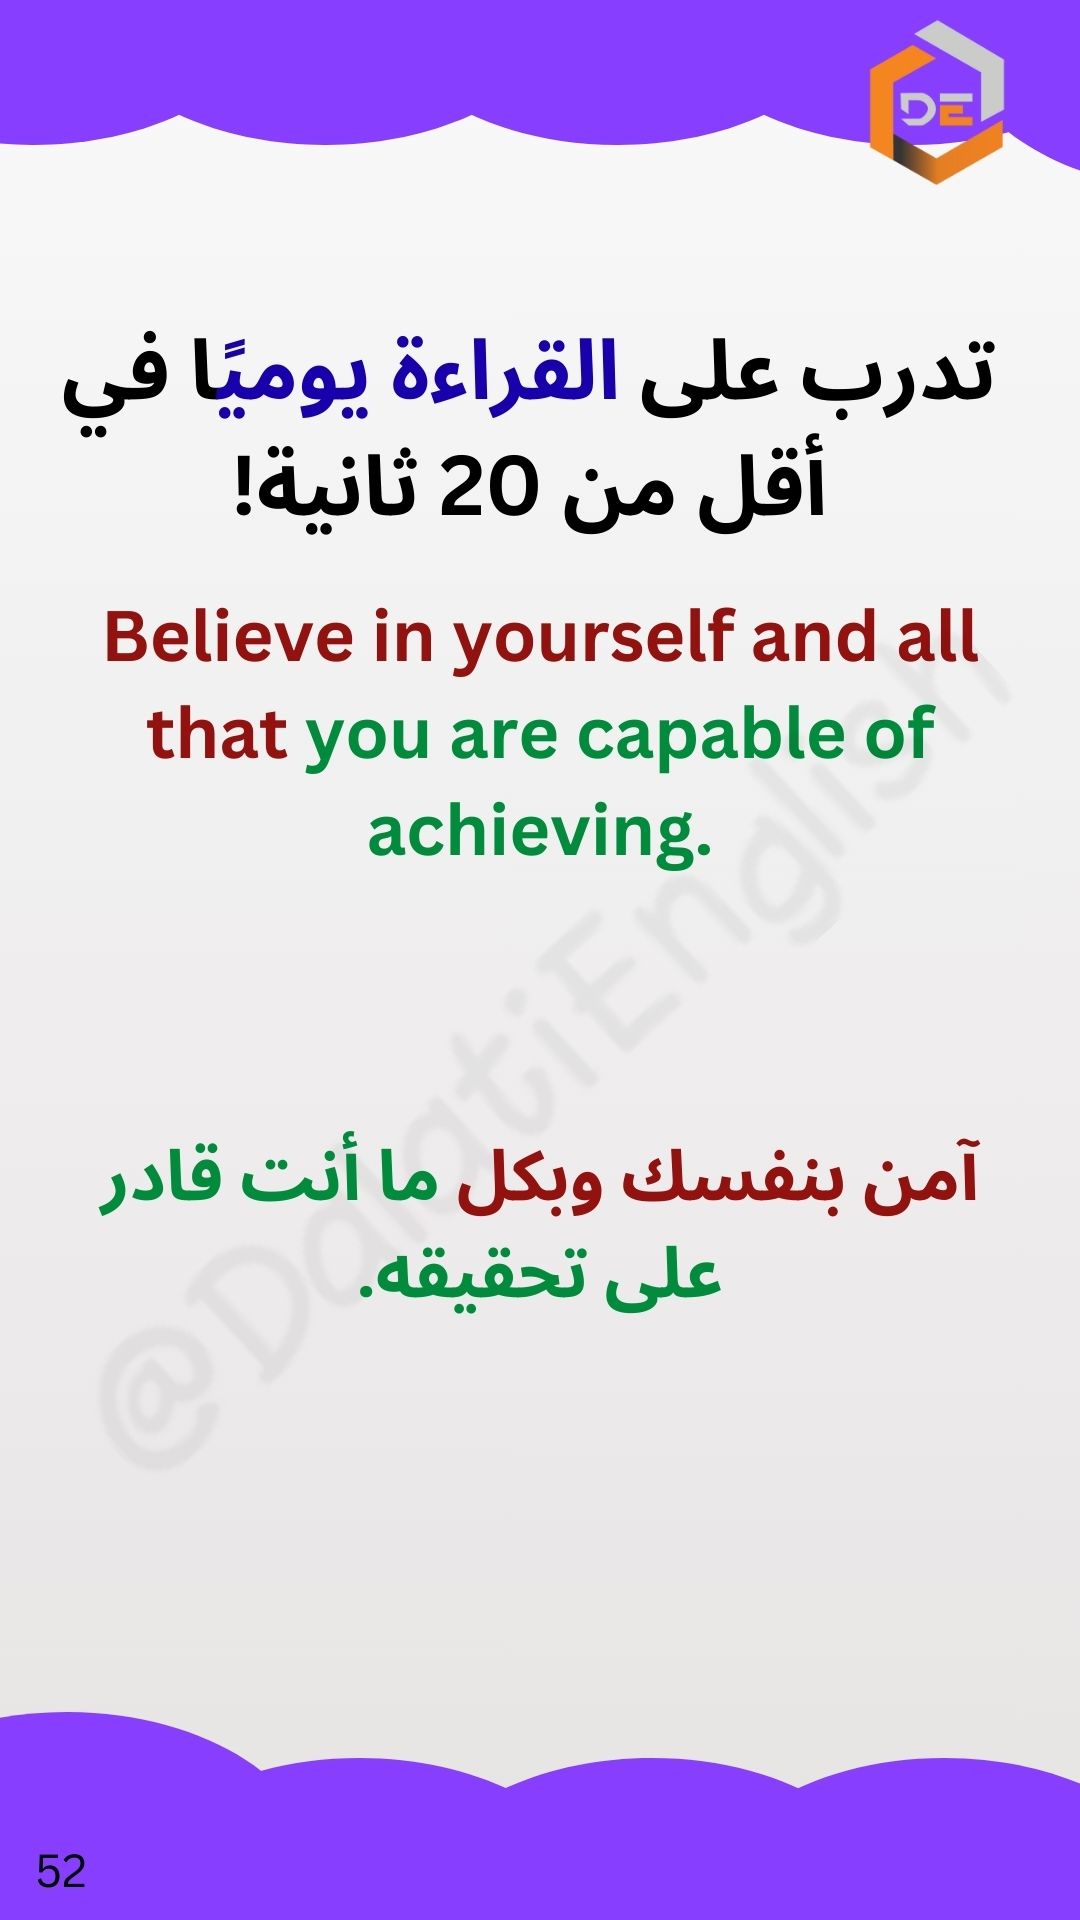 DE
تدرب على القراءة يوميًا في
أقل من 20 ثانية!
Believe in yourself and all
that you are capable of
achieving.
@DalatiEnglish
آمن بنفسك وبكل ما أنت قادر
على تحقيقه.
52